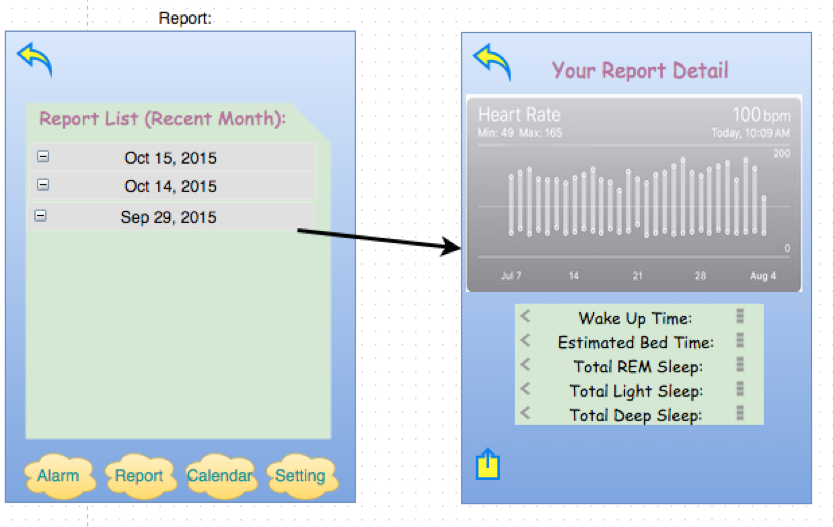 Report:
Report List (Recent Month):
Oct 15, 2015
Oct 14, 2015
Sep 29, 2015
Alarm Report Calendar Setting
Your Report Detail
Heart Rate 100 bpm
Min: 49 Max: 165 Today, 10:09 AM
200
0
Jul 7 14 21 28 Aug 4
Wake Up Time:
Estimated Bed Time:
Total REM Sleep:
Total Light Sleep:
Total Deep Sleep: